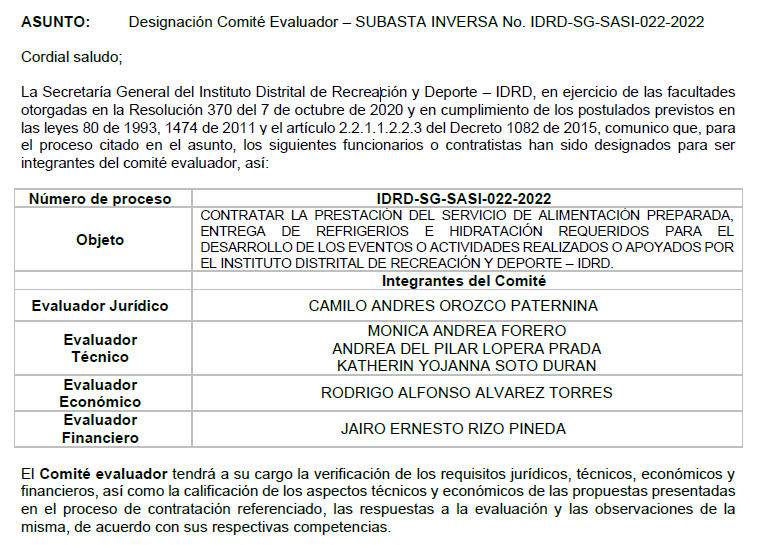 ASUNTO: Designación Comité Evaluador – SUBASTA INVERSA No. IDRD-SG-SASI-022-2022
Cordial saludo;
La Secretaría General del Instituto Distrital de Recreación y Deporte – IDRD, en ejercicio de las facultades
otorgadas en la Resolución 370 del 7 de octubre de 2020 y en cumplimiento de los postulados previstos en
las leyes 80 de 1993, 1474 de 2011 y el artículo 2.2.1.1.2.2.3 del Decreto 1082 de 2015, comunico que, para
el proceso citado en el asunto, los siguientes funcionarios o contratistas han sido designados para ser
integrantes del comité evaluador, así:
Número de proceso IDRD-SG-SASI-022-2022
Objeto
CONTRATAR LA PRESTACIÓN DEL SERVICIO DE ALIMENTACIÓN PREPARADA,
ENTREGA DE REFRIGERIOS E HIDRATACIÓN REQUERIDOS PARA EL
DESARROLLO DE LOS EVENTOS O ACTIVIDADES REALIZADOS O APOYADOS POR
EL INSTITUTO DISTRITAL DE RECREACIÓN Y DEPORTE – IDRD.
Integrantes del Comité
Evaluador Jurídico CAMILO ANDRES OROZCO PATERNINA
Evaluador
Técnico
MONICA ANDREA FORERO
ANDREA DEL PILAR LOPERA PRADA
KATHERIN YOJANNA SOTO DURAN
Evaluador
Económico
RODRIGO ALFONSO ALVAREZ TORRES
Evaluador
Financiero
JAIRO ERNESTO RIZO PINEDA
El Comité evaluador tendrá a su cargo la verificación de los requisitos jurídicos, técnicos, económicos y
financieros, así como la calificación de los aspectos técnicos y económicos de las propuestas presentadas
en el proceso de contratación referenciado, las respuestas a la evaluación y las observaciones de la
misma, de acuerdo con sus respectivas competencias.